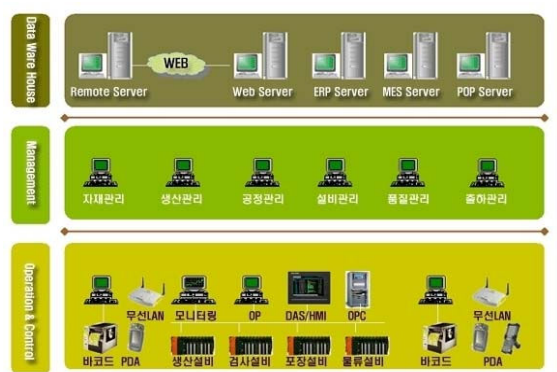 Data Ware House
WEB
Remote Server
Web Server
ERP Server
MES Server
POP Server
Management
자재관리
생산관리
공정관리
설비관리
품질관리
출하관리
Operation & Control
무선LAN
모니터링
OP
DAS/HMI
OPC
무선LAN
바코드
PDA
생산설비
검사설비
포장설비
물류설비
바코드
PDA